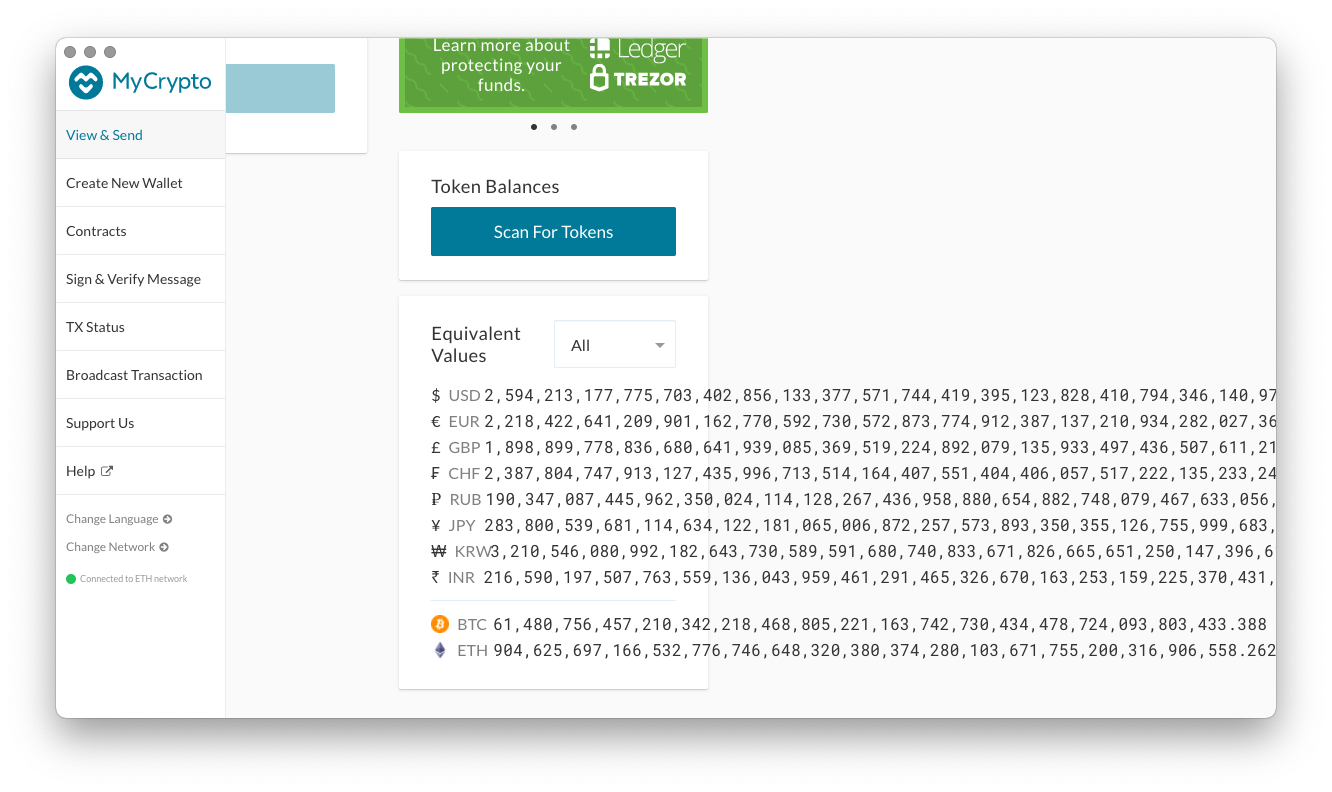 MyCrypto
View & Send
Create New Wallet
Contracts
Sign & Verify Message
TX Status
Broadcast Transaction
Support Us
Help
Change Language
Change Network
Connected to ETH network
Learn more about
protecting your
funds.
Ledger
TREZOR
Token Balances
Scan For Tokens
Equivalent
Values
All
$ USD 2,594,213,177,775,703,402,856,133,377,571,744,419,395,123,828,410,794,346,140,97
€ EUR 2,218,422,641,209,901,162,770,592,730,572,873,774,912,387,137,210,934,282,027,36
£ GBP 1,898,899,778,836,680,641,939,085,369,519,224,892,079,135,933,497,436,507,611,21
₣ CHF 2,387,804,747,913,127,435,996,713,514,164,407,551,404,406,057,517,222,135,233,24
₽ RUB 190,347,087,445,962,350,024,114,128,267,436,958,880,654,882,748,079,467,633,056,
¥ JPY 283,800,539,681,114,634,122,181,065,006,872,257,573,893,350,355,126,755,999,683,
₩ KRW3,210,546,080,992,182,643,730,589,591,680,740,833,671,826,665,651,250,147,396,6
₹ INR 216,590,197,507,763,559,136,043,959,461,291,465,326,670,163,253,159,225,370,431,
BTC 61,480,756,457,210,342,218,468,805,221,163,742,730,434,478,724,093,803,433.388
ETH 904,625,697,166,532,776,746,648,320,380,374,280,103,671,755,200,316,906,558.262